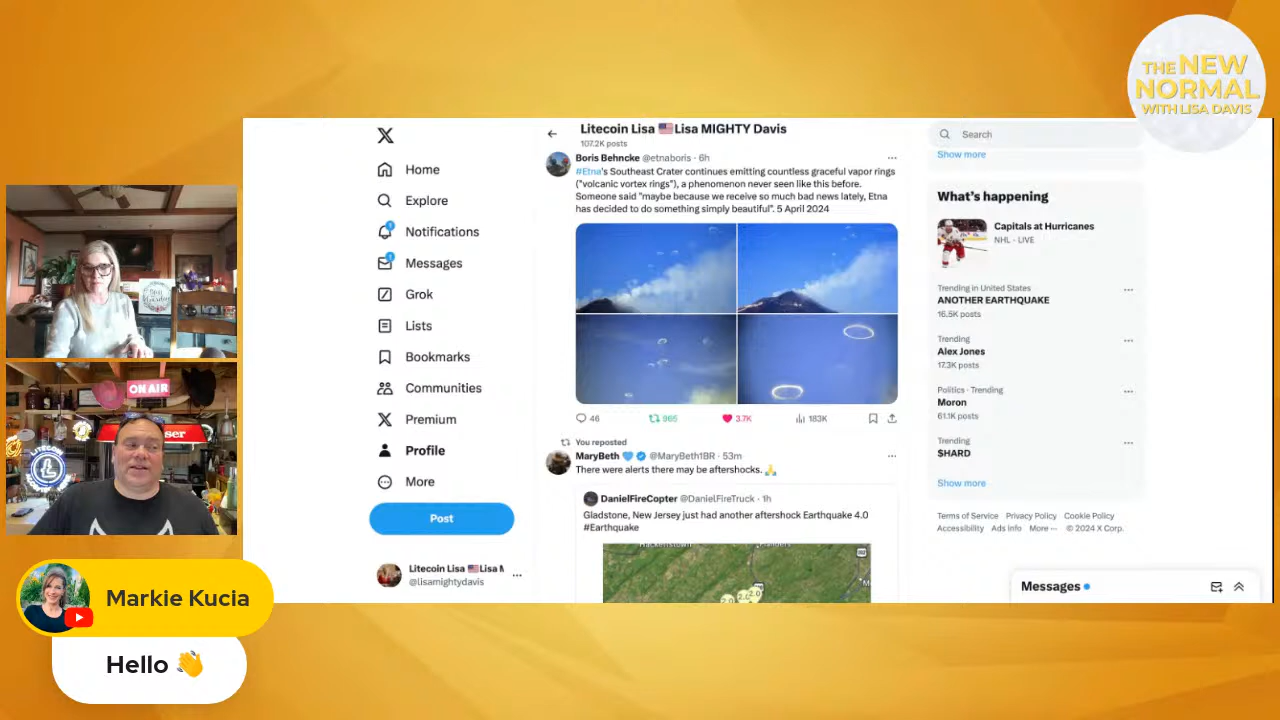 THE NEW
NORMAL
WITH LISA DAVIS
X
Home
Explore
Notifications
Messages
Grok
Lists
Bookmarks
Communities
Premium
Profile
More
Post
Litecoin Lisa 🇺🇸Lisa M
@lisamightydavis
Litecoin Lisa 🇺🇸Lisa MIGHTY Davis
107.2K posts
Boris Behncke @etnaboris · 6h
#Etna's Southeast Crater continues emitting countless graceful vapor rings
("volcanic vortex rings"), a phenomenon never seen like this before.
Someone said "maybe because we receive so much bad news lately, Etna
has decided to do something simply beautiful". 5 April 2024
46 965 3.7K 183K
You reposted
MaryBeth 💙 @MaryBeth1BR · 53m
There were alerts there may be aftershocks. 🙏
DanielFireCopter @DanielFireTruck · 1h
Gladstone, New Jersey just had another aftershock Earthquake 4.0
#Earthquake
2.0
2.0
2.0
Search
Show more
What's happening
Capitals at Hurricanes
NHL · LIVE
Trending in United States
ANOTHER EARTHQUAKE
16.5K posts
Trending
Alex Jones
17.3K posts
Politics · Trending
Moron
61.1K posts
Trending
$HARD
Show more
Terms of Service Privacy Policy Cookie Policy
Accessibility Ads info More ··· © 2024 X Corp.
Messages
ON AIR
LITECOIN
Markie Kucia
Hello 👋